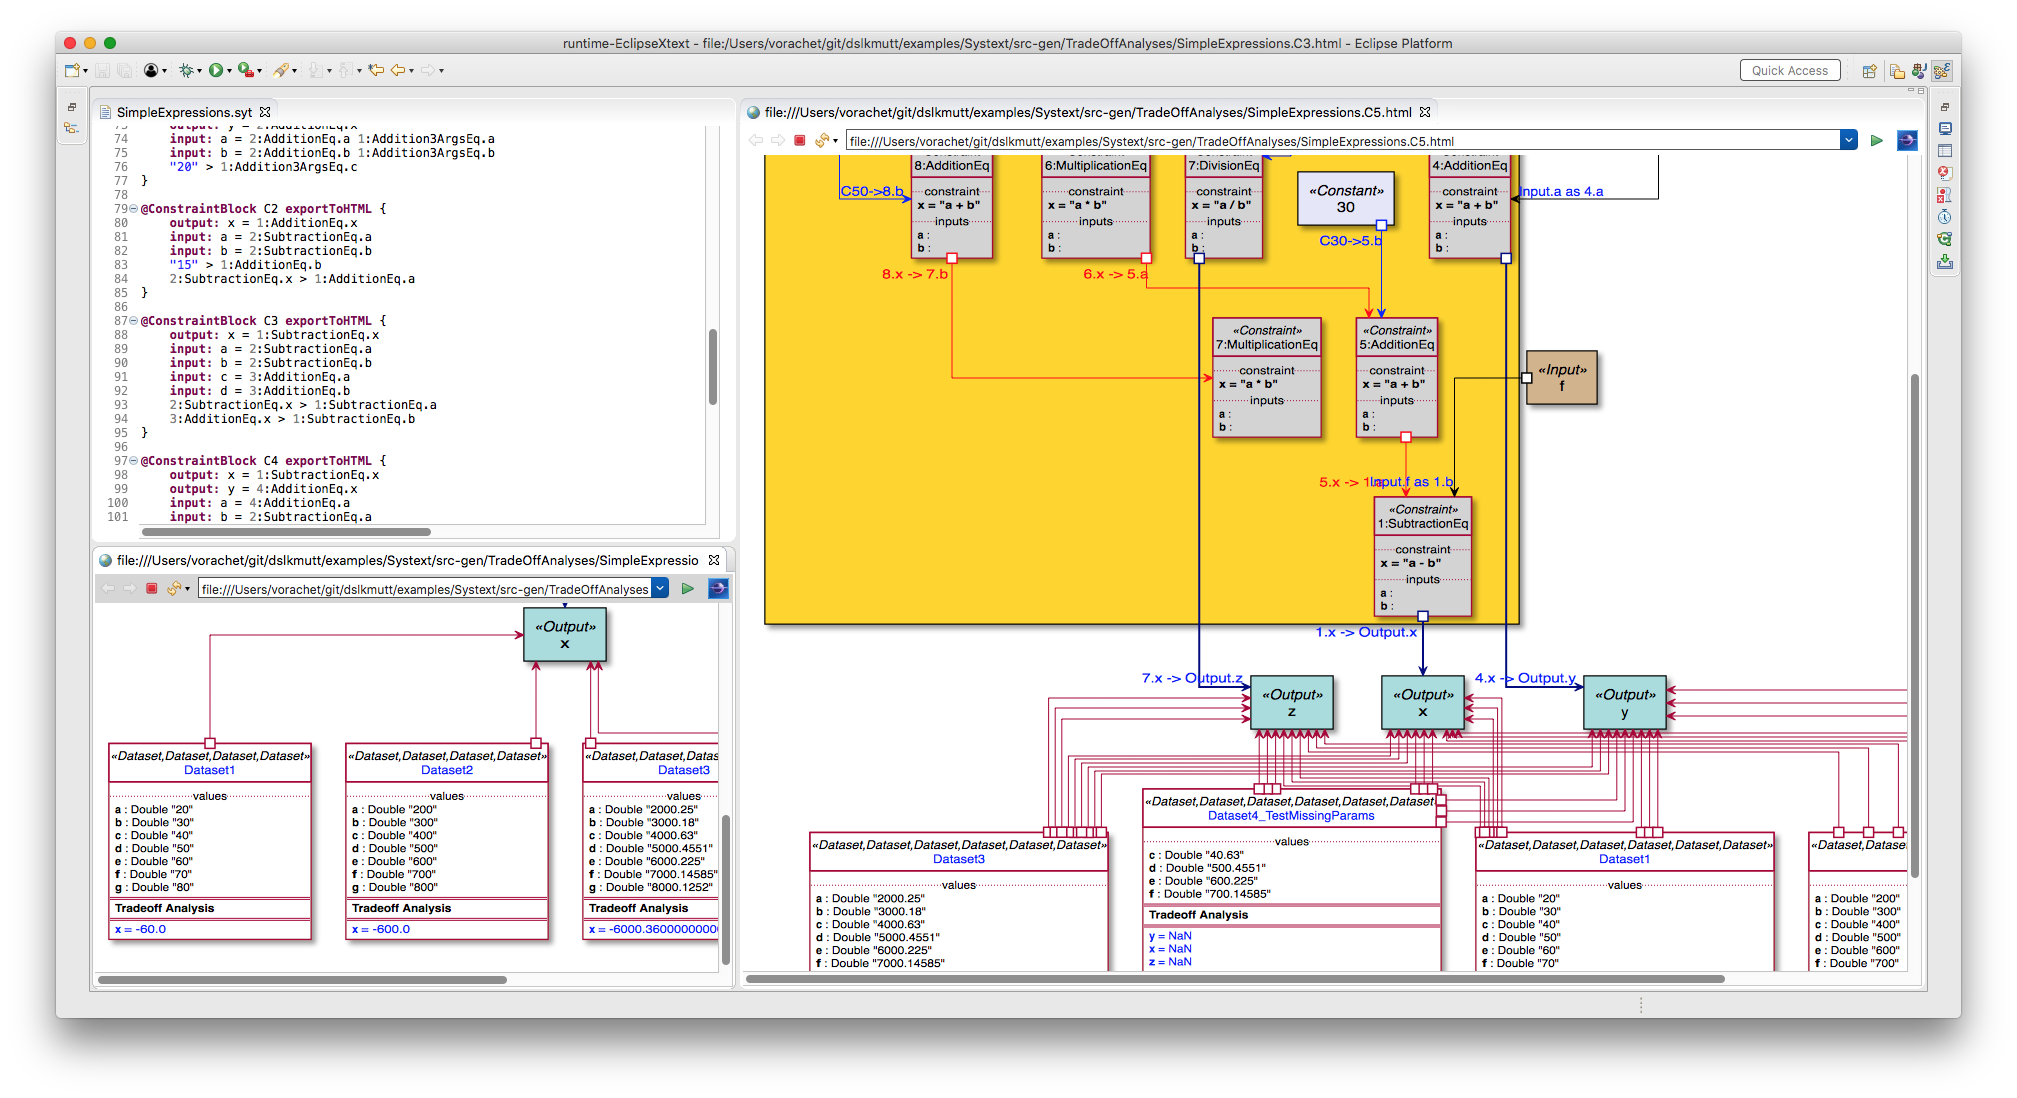 runtime-EclipseXtext - file:/Users/vorachet/git/dslkmutt/examples/Systext/src-gen/TradeOffAnalyses/SimpleExpressions.C3.html - Eclipse Platform
Quick Access
SimpleExpressions.syt
output: y = 2:AdditionEq.x
74 input: a = 2:AdditionEq.a 1:Addition3ArgsEq.a
75 input: b = 2:AdditionEq.b 1:Addition3ArgsEq.b
76 "20" > 1:Addition3ArgsEq.c
77 }
78
79 @ConstraintBlock C2 exportToHTML {
80 output: x = 1:AdditionEq.x
81 input: a = 2:SubtractionEq.a
82 input: b = 2:SubtractionEq.b
83 "15" > 1:AdditionEq.b
84 2:SubtractionEq.x > 1:AdditionEq.a
85 }
86
87 @ConstraintBlock C3 exportToHTML {
88 output: x = 1:SubtractionEq.x
89 input: a = 2:SubtractionEq.a
90 input: b = 2:SubtractionEq.b
91 input: c = 3:AdditionEq.a
92 input: d = 3:AdditionEq.b
93 2:SubtractionEq.x > 1:SubtractionEq.a
94 3:AdditionEq.x > 1:SubtractionEq.b
95 }
96
97 @ConstraintBlock C4 exportToHTML {
98 output: x = 1:SubtractionEq.x
99 output: y = 4:AdditionEq.x
100 input: a = 4:AdditionEq.a
101 input: b = 2:SubtractionEq.a
file:///Users/vorachet/git/dslkmutt/examples/Systext/src-gen/TradeOffAnalyses/SimpleExpressio
file:///Users/vorachet/git/dslkmutt/examples/Systext/src-gen/TradeOffAnalyses
«Output»
x
«Dataset,Dataset,Dataset,Dataset»
Dataset1
values
a : Double "20"
b : Double "30"
c : Double "40"
d : Double "50"
e : Double "60"
f : Double "70"
g : Double "80"
Tradeoff Analysis
x = -60.0
«Dataset,Dataset,Dataset,Dataset»
Dataset2
values
a : Double "200"
b : Double "300"
c : Double "400"
d : Double "500"
e : Double "600"
f : Double "700"
g : Double "800"
Tradeoff Analysis
x = -600.0
«Dataset,Dataset,Datas
Dataset3
values
a : Double "2000.25"
b : Double "3000.18"
c : Double "4000.63"
d : Double "5000.4551"
e : Double "6000.225"
f : Double "7000.14585"
g : Double "8000.1252"
Tradeoff Analysis
x = -6000.3600000000
file:///Users/vorachet/git/dslkmutt/examples/Systext/src-gen/TradeOffAnalyses/SimpleExpressions.C5.html
file:///Users/vorachet/git/dslkmutt/examples/Systext/src-gen/TradeOffAnalyses/SimpleExpressions.C5.html
8:AdditionEq
constraint
x = "a + b"
inputs
a :
b :
6:MultiplicationEq
constraint
x = "a * b"
inputs
a :
b :
7:DivisionEq
constraint
x = "a / b"
inputs
a :
b :
«Constant»
30
4:AdditionEq
constraint
x = "a + b"
inputs
a :
b :
C50->8.b
Input.a as 4.a
C30->5.b
8.x -> 7.b
6.x -> 5.a
«Constraint»
7:MultiplicationEq
constraint
x = "a * b"
inputs
a :
b :
«Constraint»
5:AdditionEq
constraint
x = "a + b"
inputs
a :
b :
«Input»
f
5.x -> 1.a
Input.f as 1.b
«Constraint»
1:SubtractionEq
constraint
x = "a - b"
inputs
a :
b :
1.x -> Output.x
7.x -> Output.z
4.x -> Output.y
«Output»
z
«Output»
x
«Output»
y
«Dataset,Dataset,Dataset,Dataset,Dataset,Dataset»
Dataset3
values
a : Double "2000.25"
b : Double "3000.18"
c : Double "4000.63"
d : Double "5000.4551"
e : Double "6000.225"
f : Double "7000.14585"
«Dataset,Dataset,Dataset,Dataset,Dataset,Dataset
Dataset4_TestMissingParams
values
c : Double "40.63"
d : Double "500.4551"
e : Double "600.225"
f : Double "700.14585"
Tradeoff Analysis
y = NaN
x = NaN
z = NaN
«Dataset,Dataset,Dataset,Dataset,Dataset,Dataset»
Dataset1
values
a : Double "20"
b : Double "30"
c : Double "40"
d : Double "50"
e : Double "60"
f : Double "70"
«Dataset,Datase
a : Double "200"
b : Double "300"
c : Double "400"
d : Double "500"
e : Double "600"
f : Double "700"